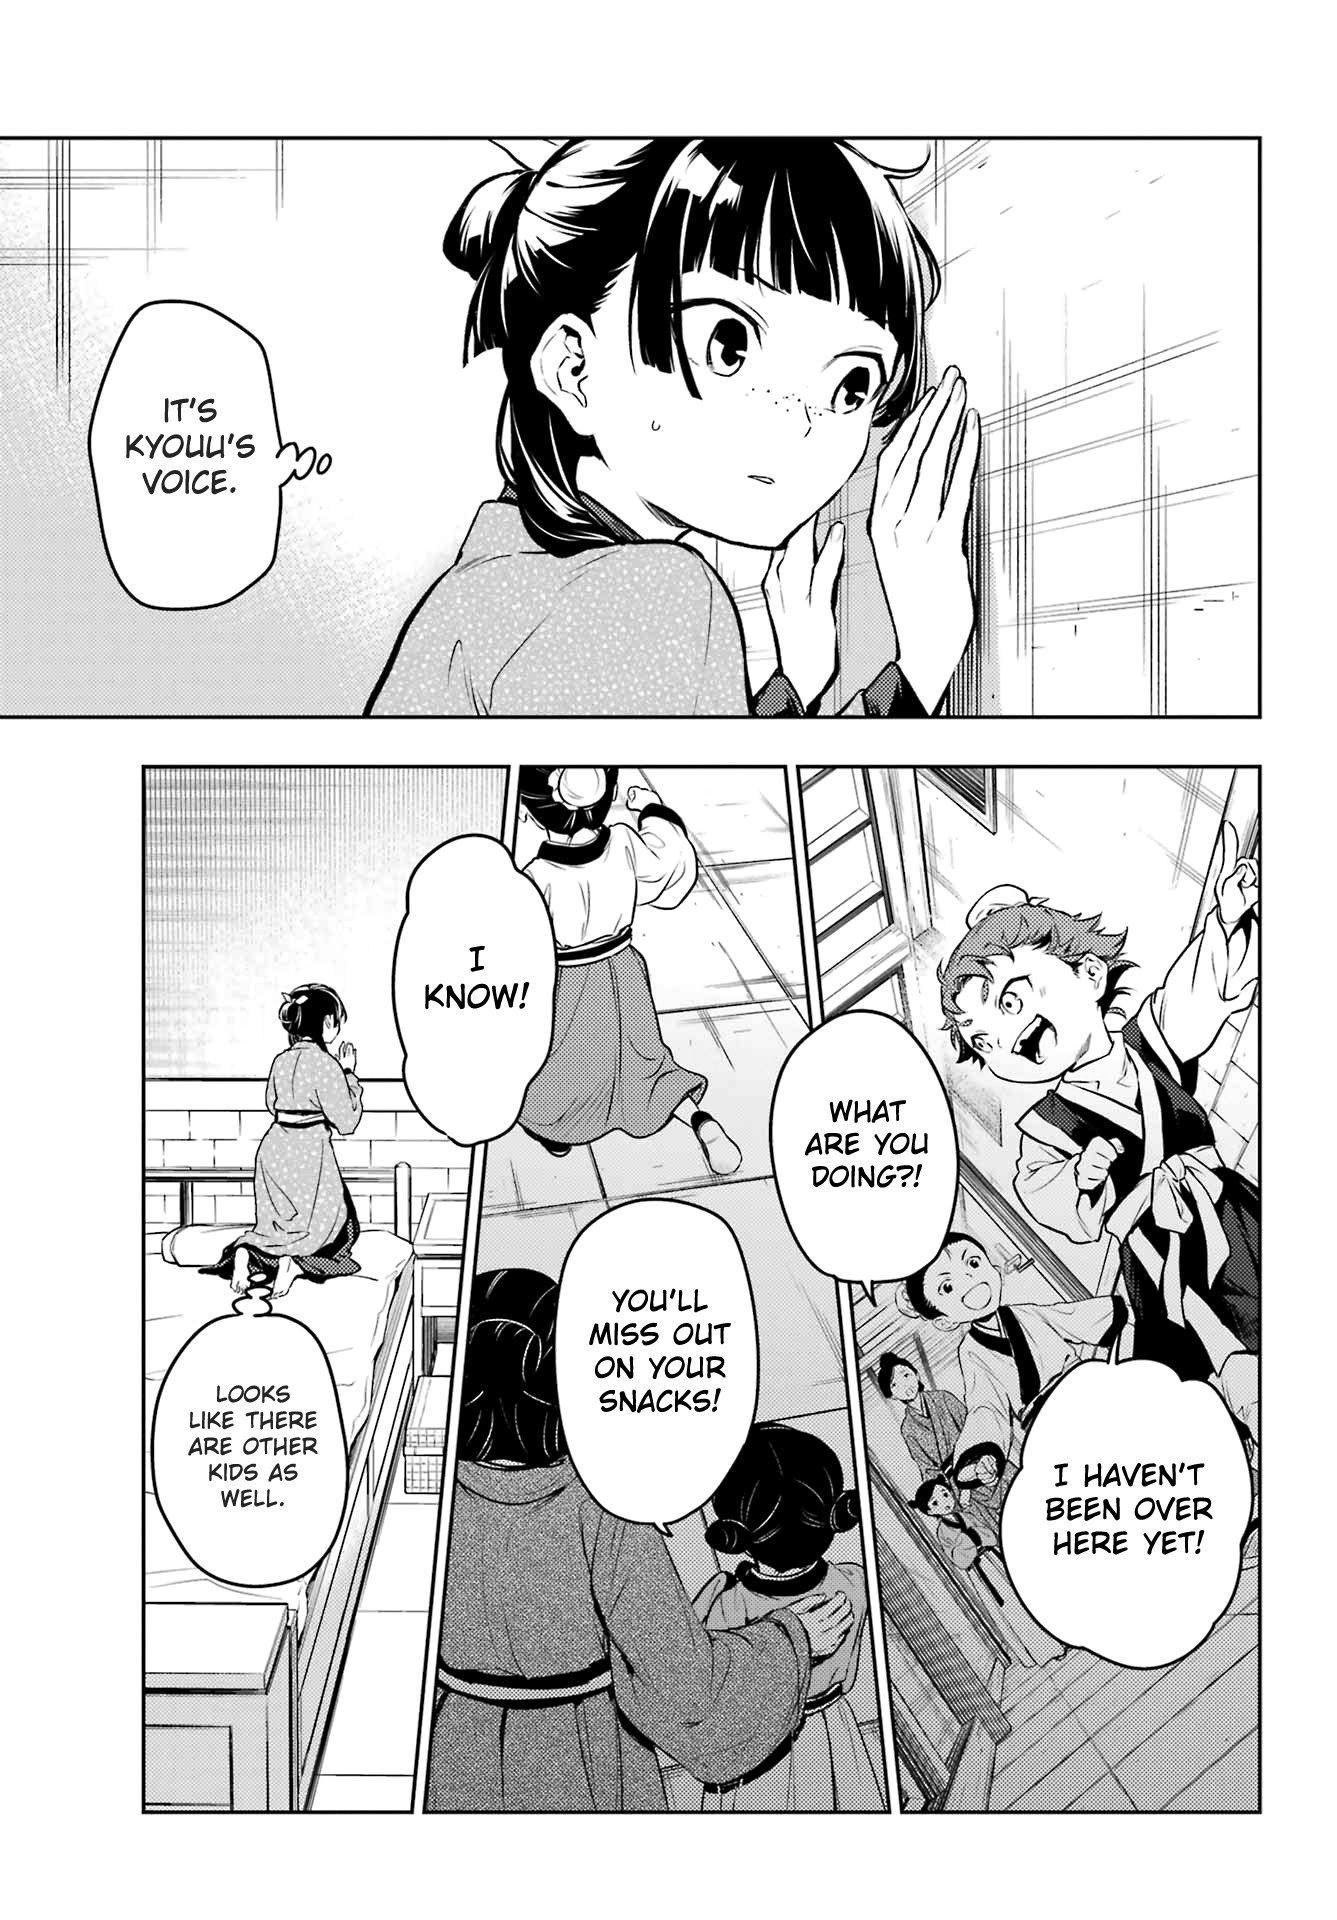 IT'S
KYOUU'S
VOICE.
I HAVEN'T
BEEN OVER
HERE YET!
WHAT
ARE YOU
DOING?!
YOU'LL
MISS OUT
ON YOUR
SNACKS!
I
KNOW!
LOOKS
LIKE THERE
ARE OTHER
KIDS AS
WELL.